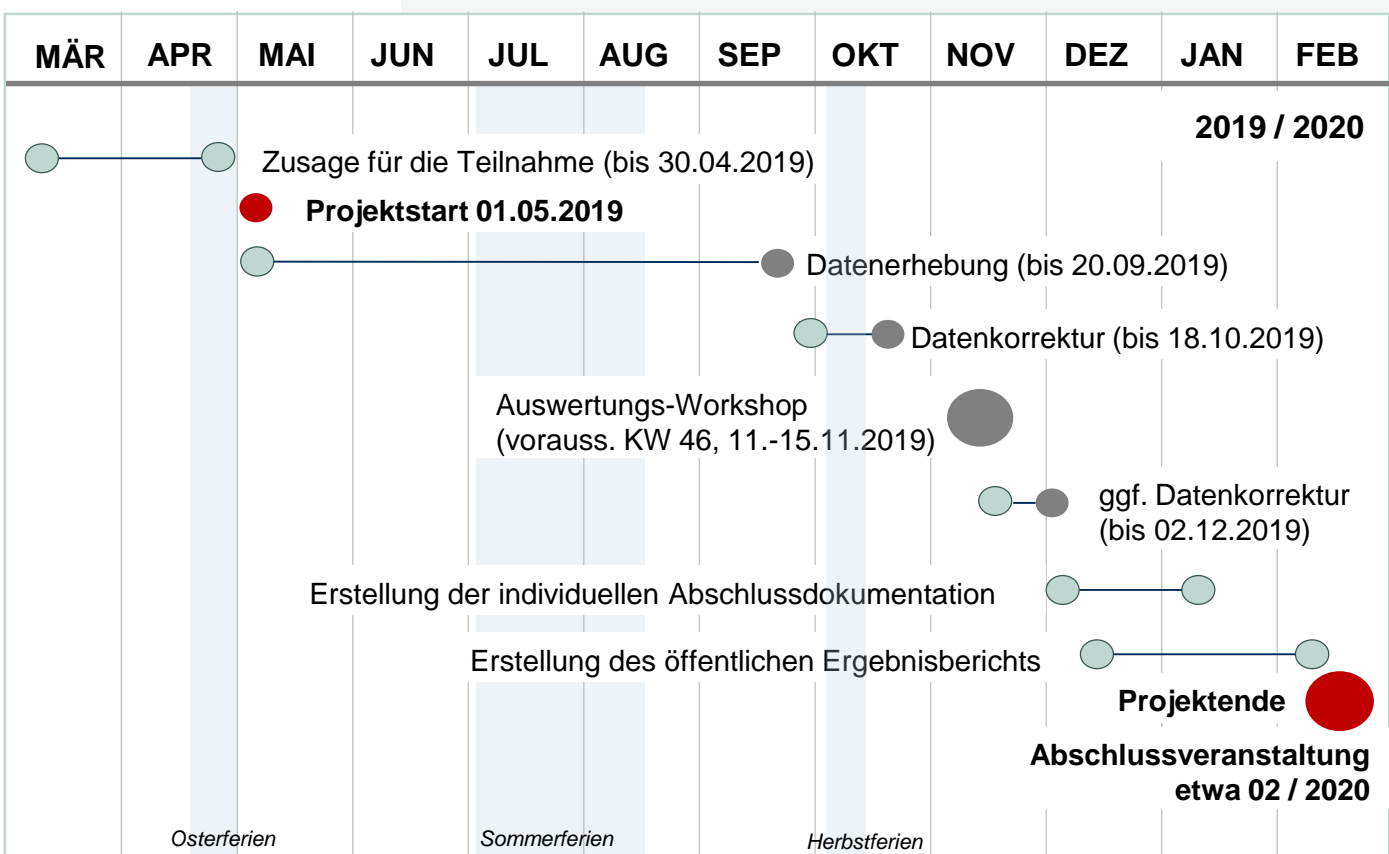 MÄR APR MAI JUN JUL AUG SEP OKT NOV DEZ JAN FEB
2019 / 2020
Zusage für die Teilnahme (bis 30.04.2019)
Projektstart 01.05.2019
Datenerhebung (bis 20.09.2019)
Datenkorrektur (bis 18.10.2019)
Auswertungs-Workshop
(vorauss. KW 46, 11.-15.11.2019)
ggf. Datenkorrektur
(bis 02.12.2019)
Erstellung der individuellen Abschlussdokumentation
Erstellung des öffentlichen Ergebnisberichts
Projektende
Abschlussveranstaltung
etwa 02 / 2020
Osterferien Sommerferien Herbstferien